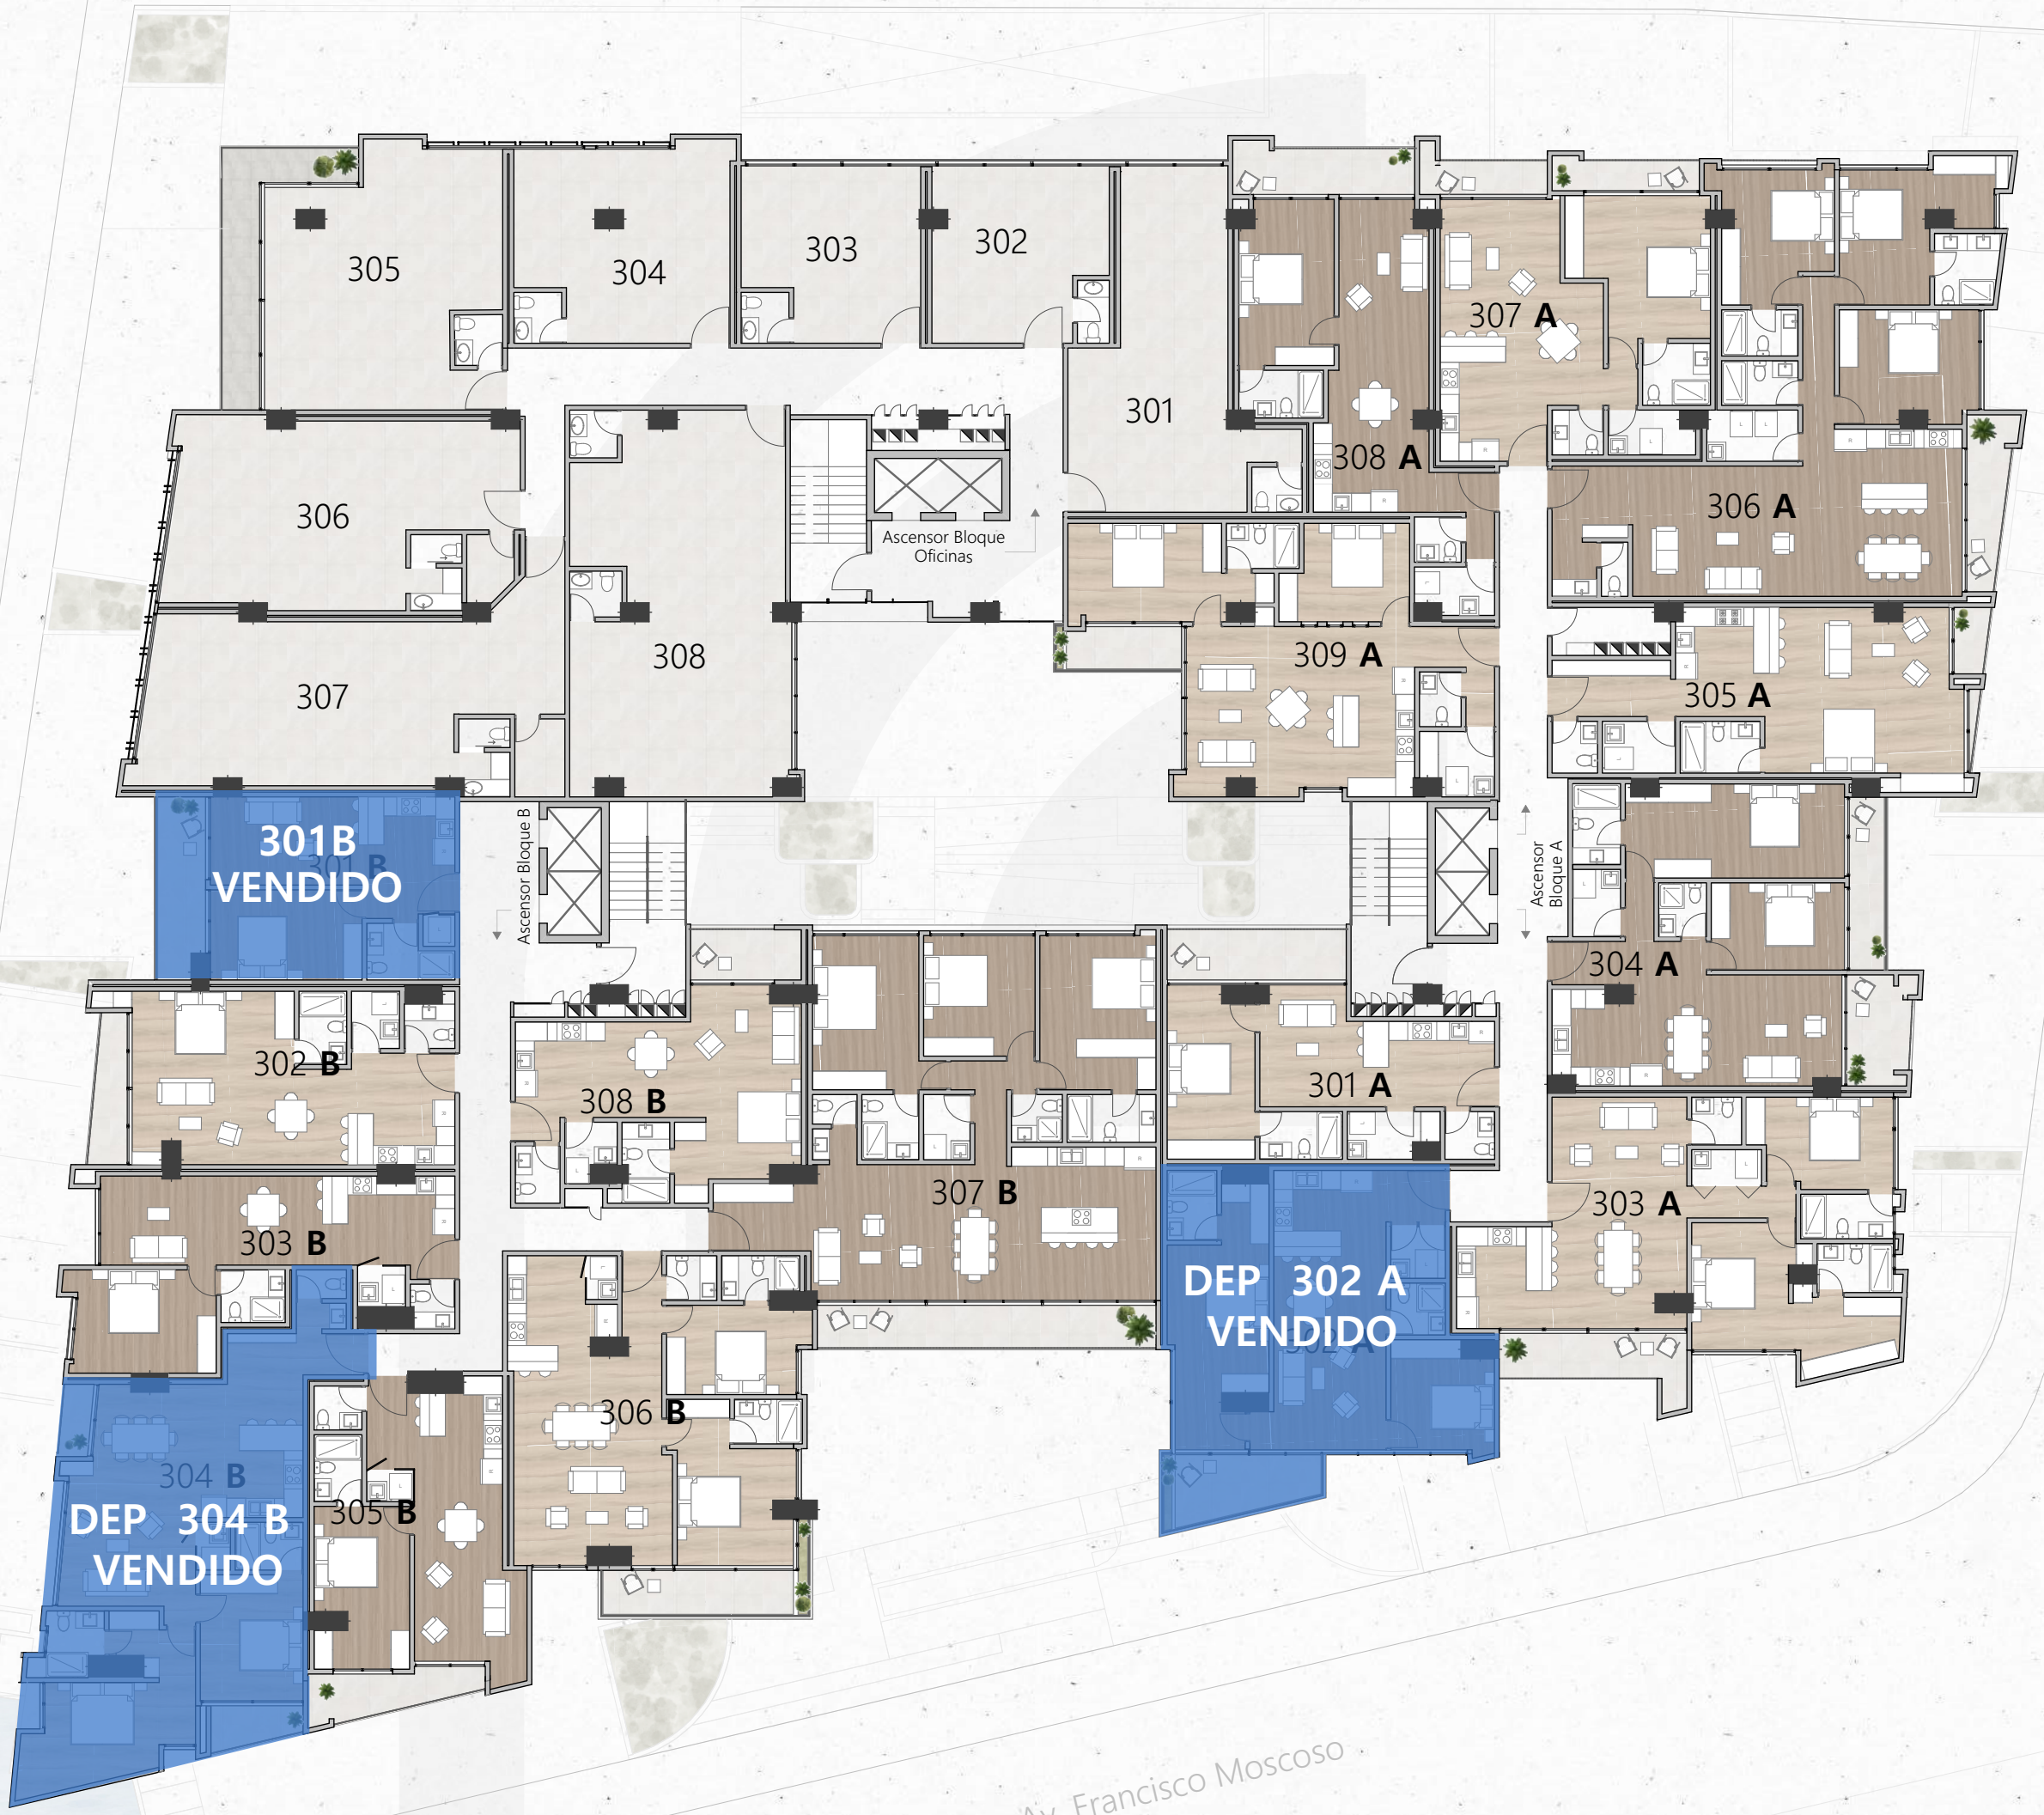 305
304
303
302
301
307 A
308 A
306
306 A
Ascensor Bloque
Oficinas
308
307
309 A
305 A
301B
VENDIDO
301 B
Ascensor Bloque B
Ascensor
Bloque A
304 A
302 B
308 B
301 A
307 B
303 A
303 B
DEP 302 A
VENDIDO
302 A
306 B
304 B
DEP 304 B
VENDIDO
305 B
Av. Francisco Moscoso